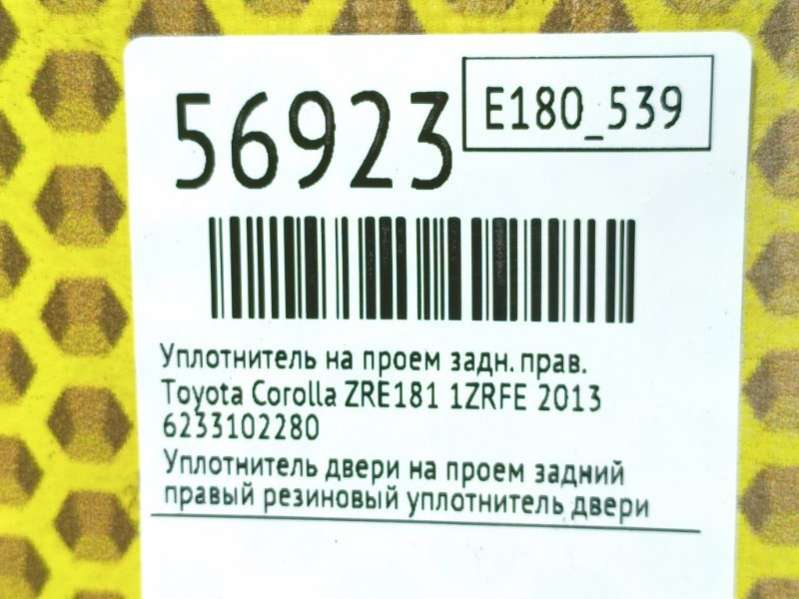 56923
E180_539
Уплотнитель на проем задн. прав.
Toyota Corolla ZRE181 1ZRFE 2013
6233102280
Уплотнитель двери на проем задний
правый резиновый уплотнитель двери